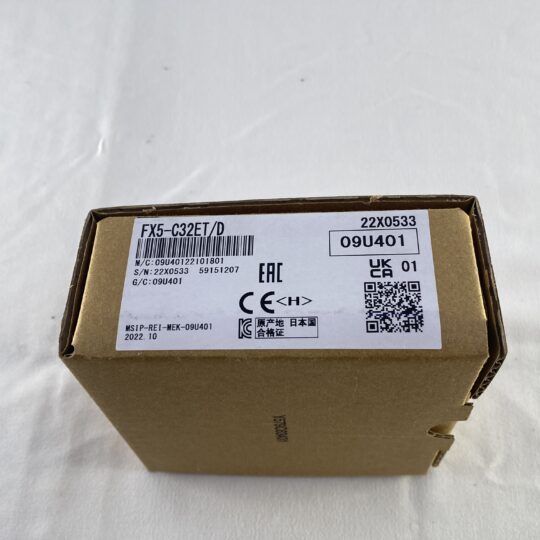 FX5-C32ET/D
22X0533
09U401
M/C:09U40122101801
S/N:22X0533 59151207
G/C:09U401
EAC
UK
CA 01
CE <H>
原产地 日本国
合格证
MSIP-REI-MEK-09U401
2022.10